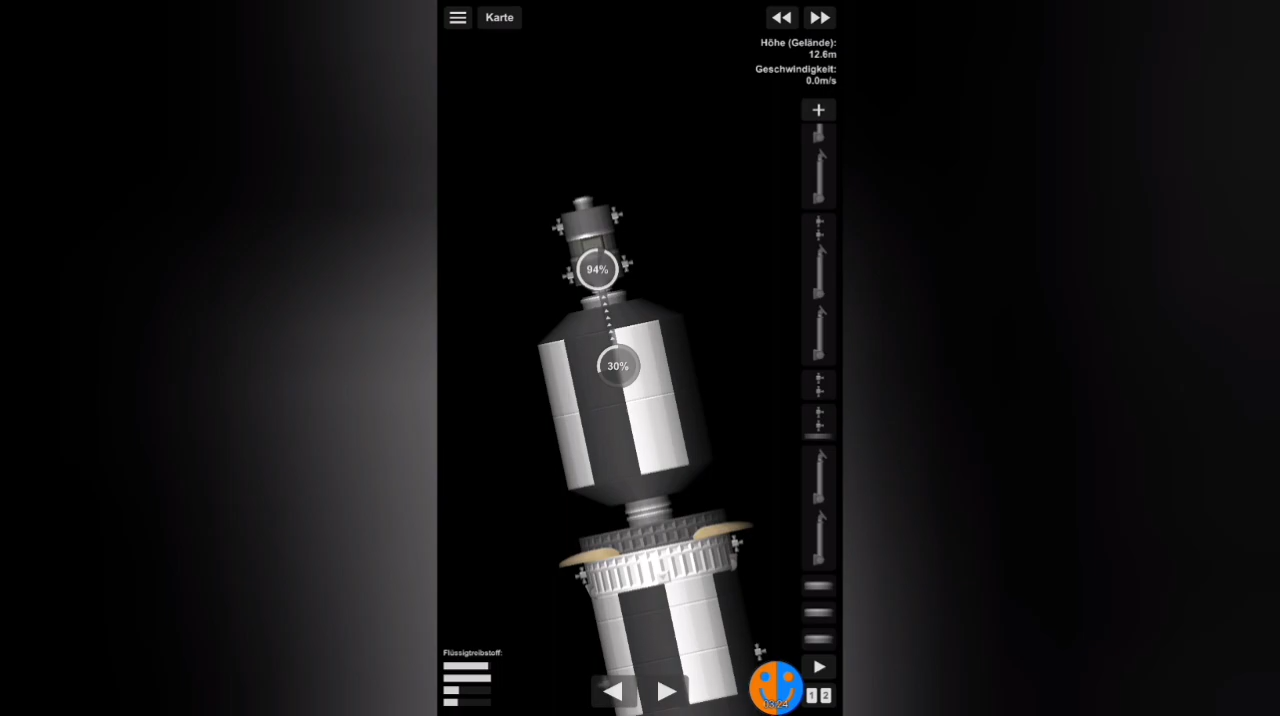 Karte
Höhe (Gelände):
12.6m
Geschwindigkeit:
0.0m/s
94%
30%
Flüssigtreibstoff:
1 2